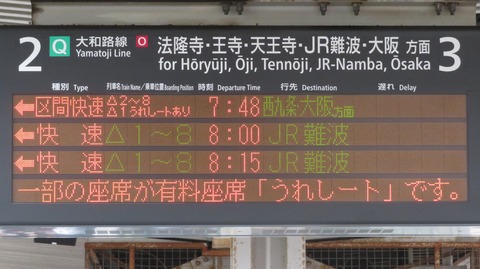 2 Q 大和路線 O 法隆寺・王寺・天王寺・JR難波・大阪 方面 3
Yamatoji Line for Hōryūji, Ōji, Tennōji, JR-Namba, Ōsaka
種別 Type 列車名 Train Name／乗車位置 Boarding Position 時刻 Departure Time 行先 Destination 遅れ Delay
←区間快速 △2～8 △1うれしートあり 7:48 西九条・大阪方面
←快 速 △1～8 8:00 JR難波
←快 速 △1～8 8:15 JR難波
一部の座席が有料座席「うれしート」です。